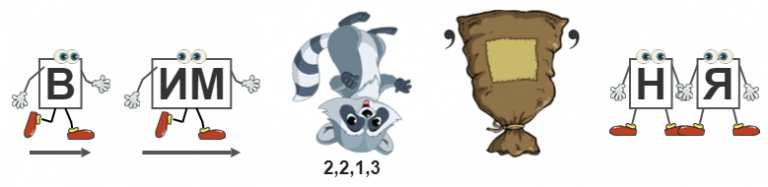 В ИМ , , Н Я
2,2,1,3